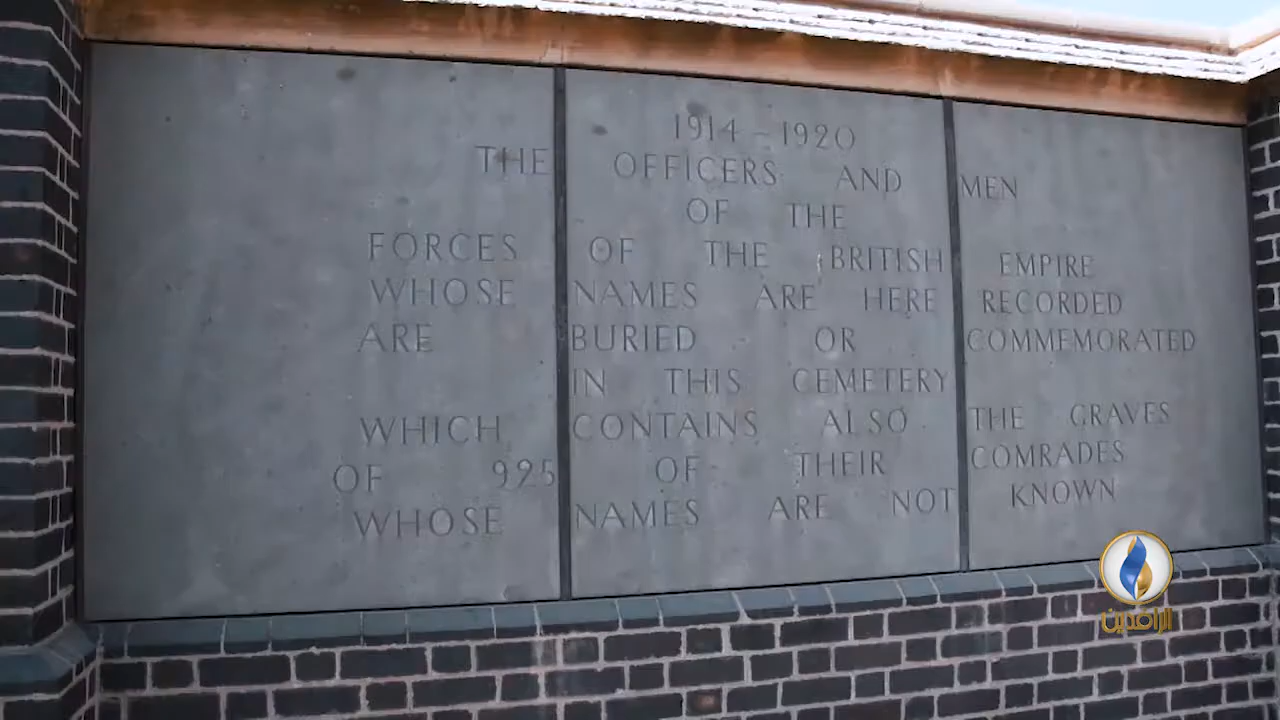 1914 - 1920
THE OFFICERS AND MEN
OF THE
FORCES OF THE BRITISH EMPIRE
WHOSE NAMES ARE HERE RECORDED
ARE BURIED OR COMMEMORATED
IN THIS CEMETERY
WHICH CONTAINS ALSO THE GRAVES
OF 925 OF THEIR COMRADES
WHOSE NAMES ARE NOT KNOWN
الرافدين